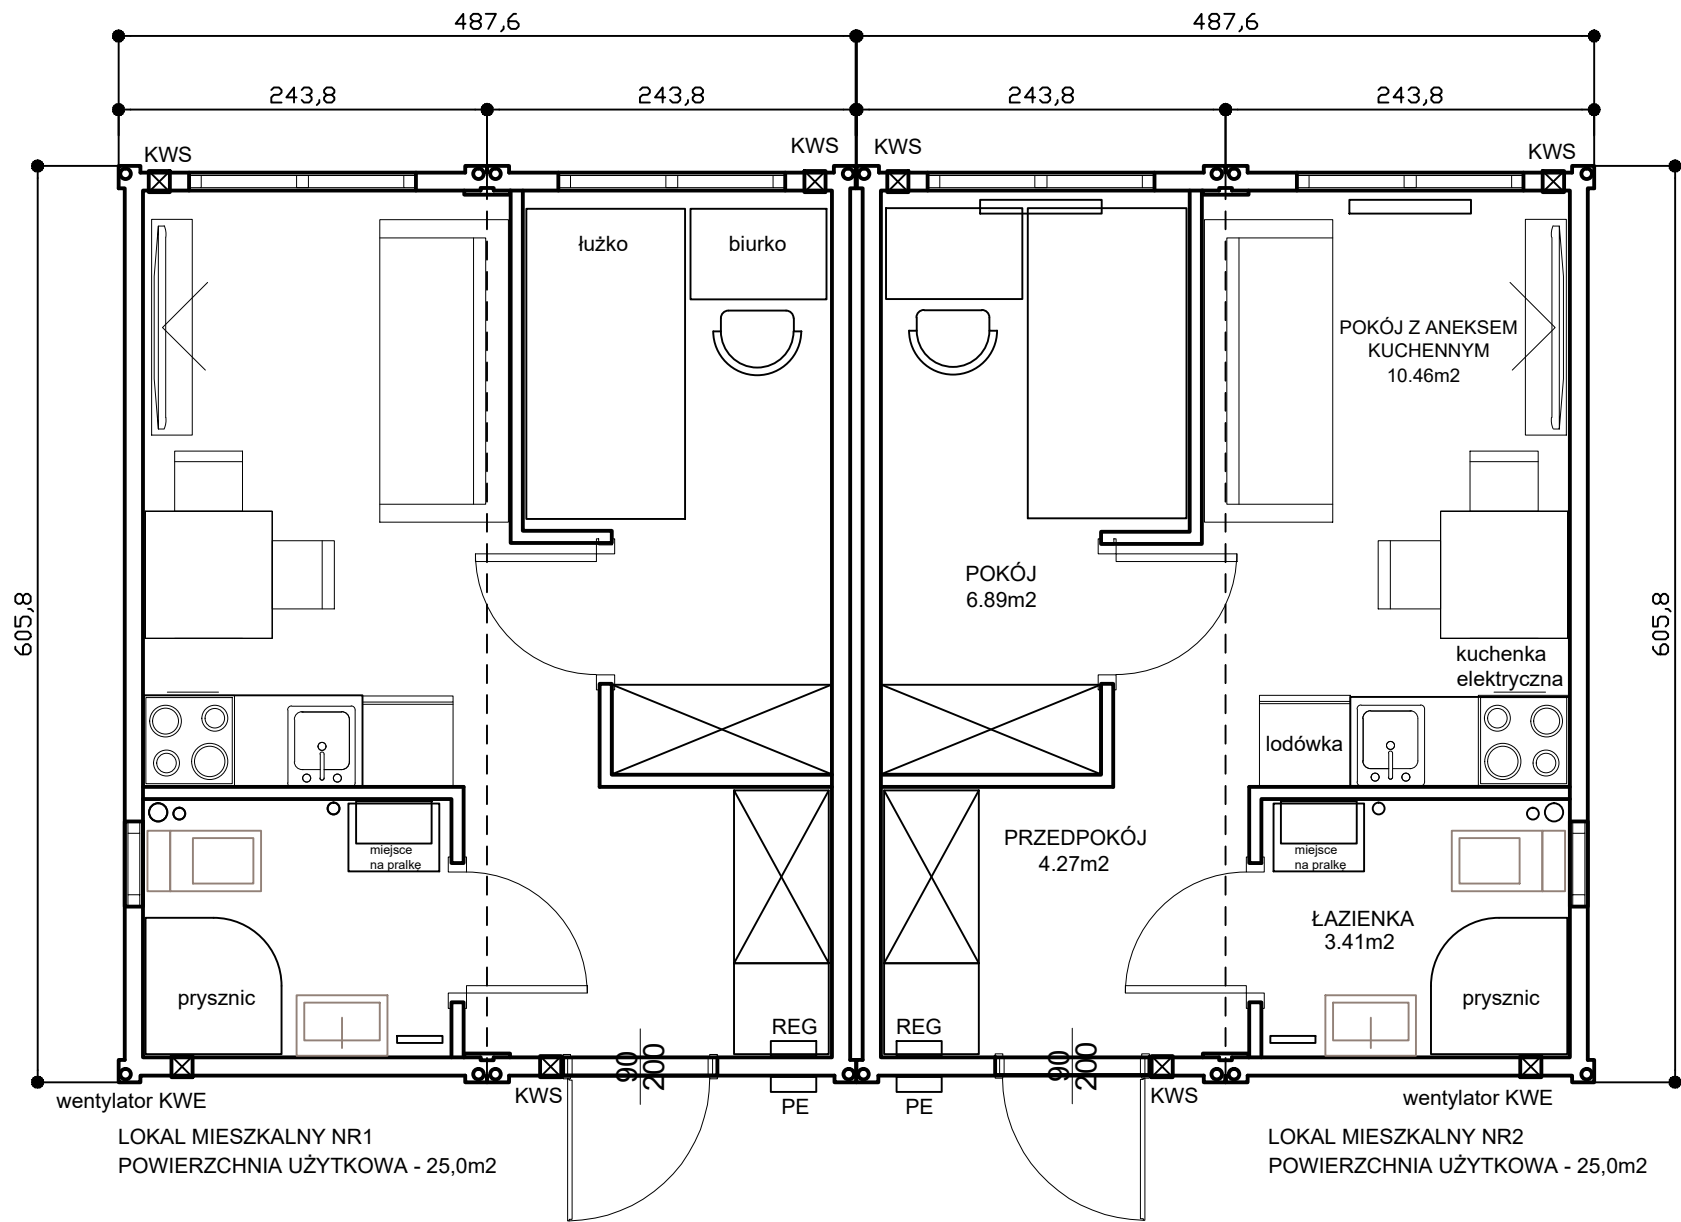 487,6
487,6
243,8
243,8
243,8
243,8
KWS
KWS
KWS
KWS
łużko
biurko
POKÓJ Z ANEKSEM
KUCHENNYM
10.46m2
POKÓJ
6.89m2
605,8
605,8
kuchenka
elektryczna
lodówka
miejsce
na pralkę
PRZEDPOKÓJ
4.27m2
miejsce
na pralkę
ŁAZIENKA
3.41m2
prysznic
prysznic
REG
REG
90
200
90
200
wentylator KWE
KWS
PE
PE
KWS
wentylator KWE
LOKAL MIESZKALNY NR1
POWIERZCHNIA UŻYTKOWA - 25,0m2
LOKAL MIESZKALNY NR2
POWIERZCHNIA UŻYTKOWA - 25,0m2